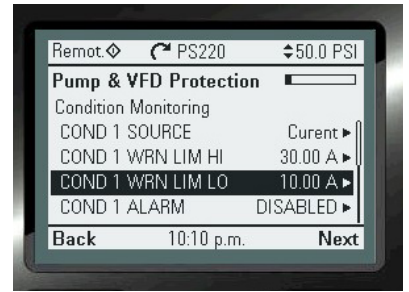 Remot. PS220 50.0 PSI
Pump & VFD Protection
Condition Monitoring
COND 1 SOURCE Curent
COND 1 WRN LIM HI 30.00 A
COND 1 WRN LIM LO 10.00 A
COND 1 ALARM DISABLED
Back 10:10 p.m. Next